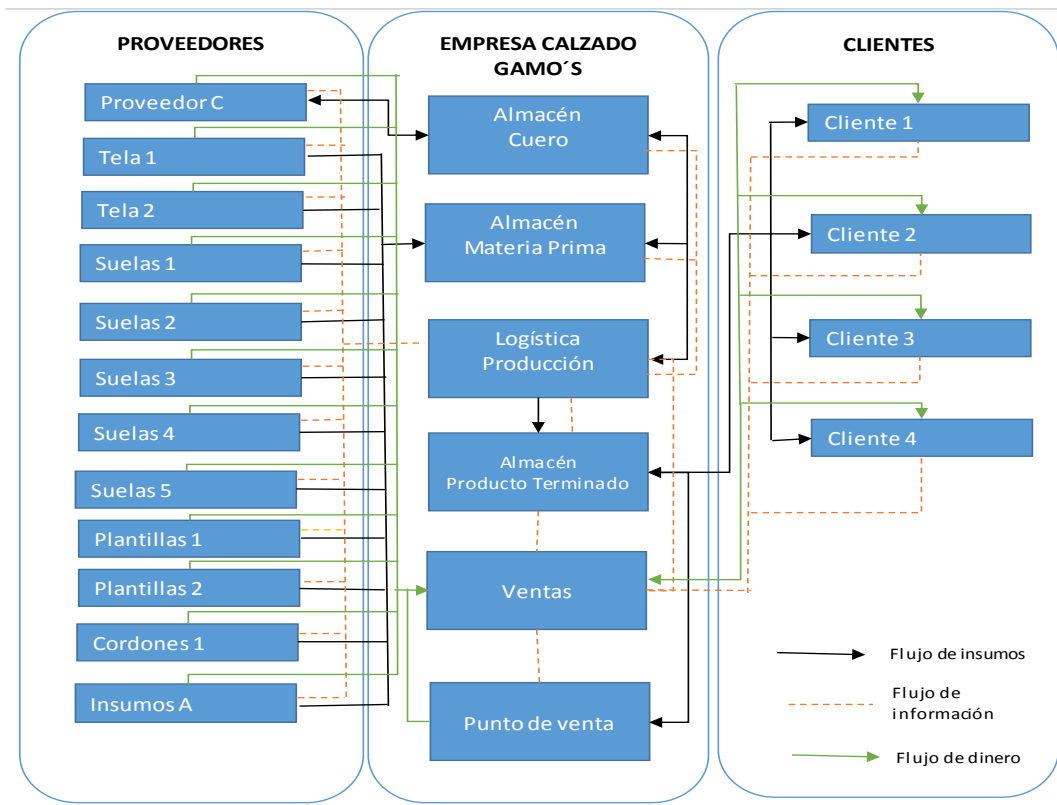 PROVEEDORES
Proveedor C
Tela 1
Tela 2
Suelas 1
Suelas 2
Suelas 3
Suelas 4
Suelas 5
Plantillas 1
Plantillas 2
Cordones 1
Insumos A
EMPRESA CALZADO
GAMO´S
Almacén
Cuero
Almacén
Materia Prima
Logística
Producción
Almacén
Producto Terminado
Ventas
Punto de venta
CLIENTES
Cliente 1
Cliente 2
Cliente 3
Cliente 4
Flujo de insumos
Flujo de
información
Flujo de dinero